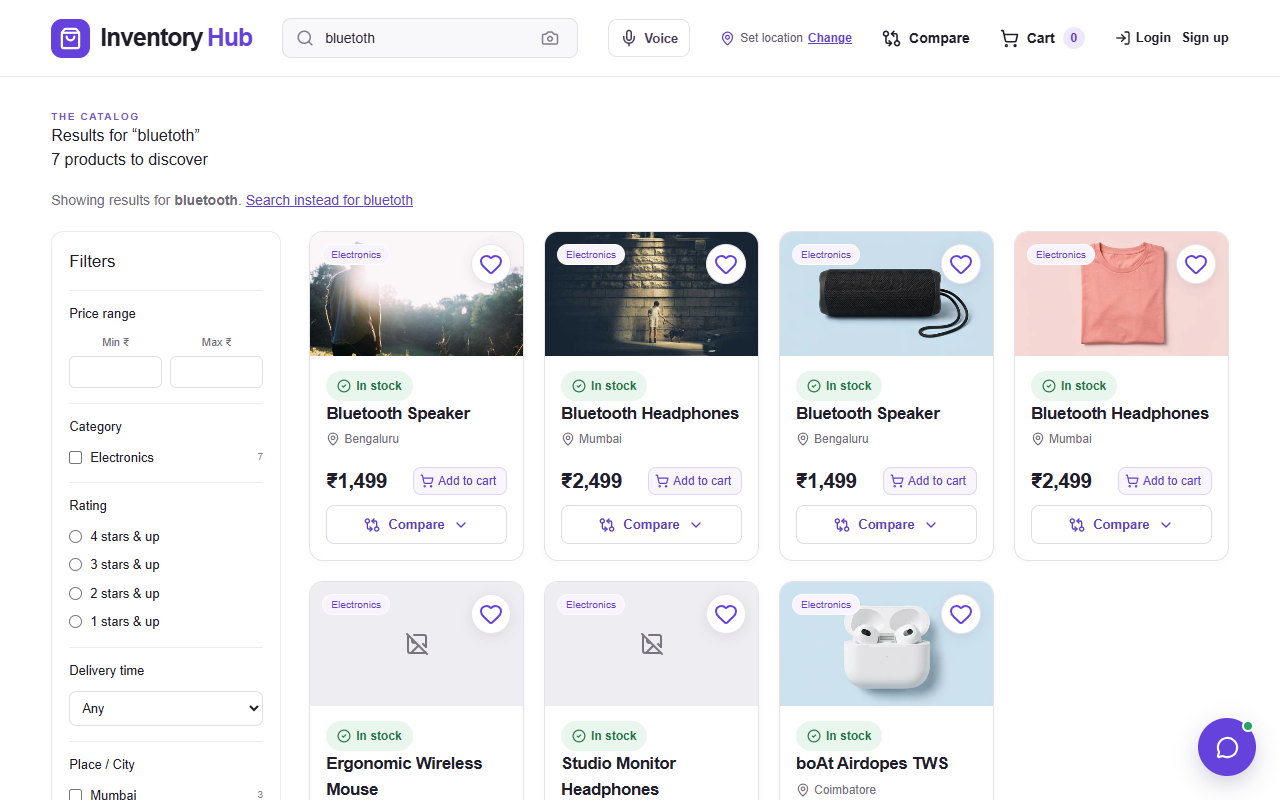 Inventory Hub
bluetoth
Voice
Set location Change
Compare
Cart 0
Login
Sign up
THE CATALOG
Results for “bluetoth”
7 products to discover
Showing results for bluetooth. Search instead for bluetoth
Filters
Price range
Min ₹ Max ₹
Category
Electronics 7
Rating
4 stars & up
3 stars & up
2 stars & up
1 stars & up
Delivery time
Any
Place / City
Mumbai 3
Electronics
In stock
Bluetooth Speaker
Bengaluru
₹1,499 Add to cart
Compare
Electronics
In stock
Bluetooth Headphones
Mumbai
₹2,499 Add to cart
Compare
Electronics
In stock
Bluetooth Speaker
Bengaluru
₹1,499 Add to cart
Compare
Electronics
In stock
Bluetooth Headphones
Mumbai
₹2,499 Add to cart
Compare
Electronics
In stock
Ergonomic Wireless
Mouse
Electronics
In stock
Studio Monitor
Headphones
Electronics
In stock
boAt Airdopes TWS
Coimbatore